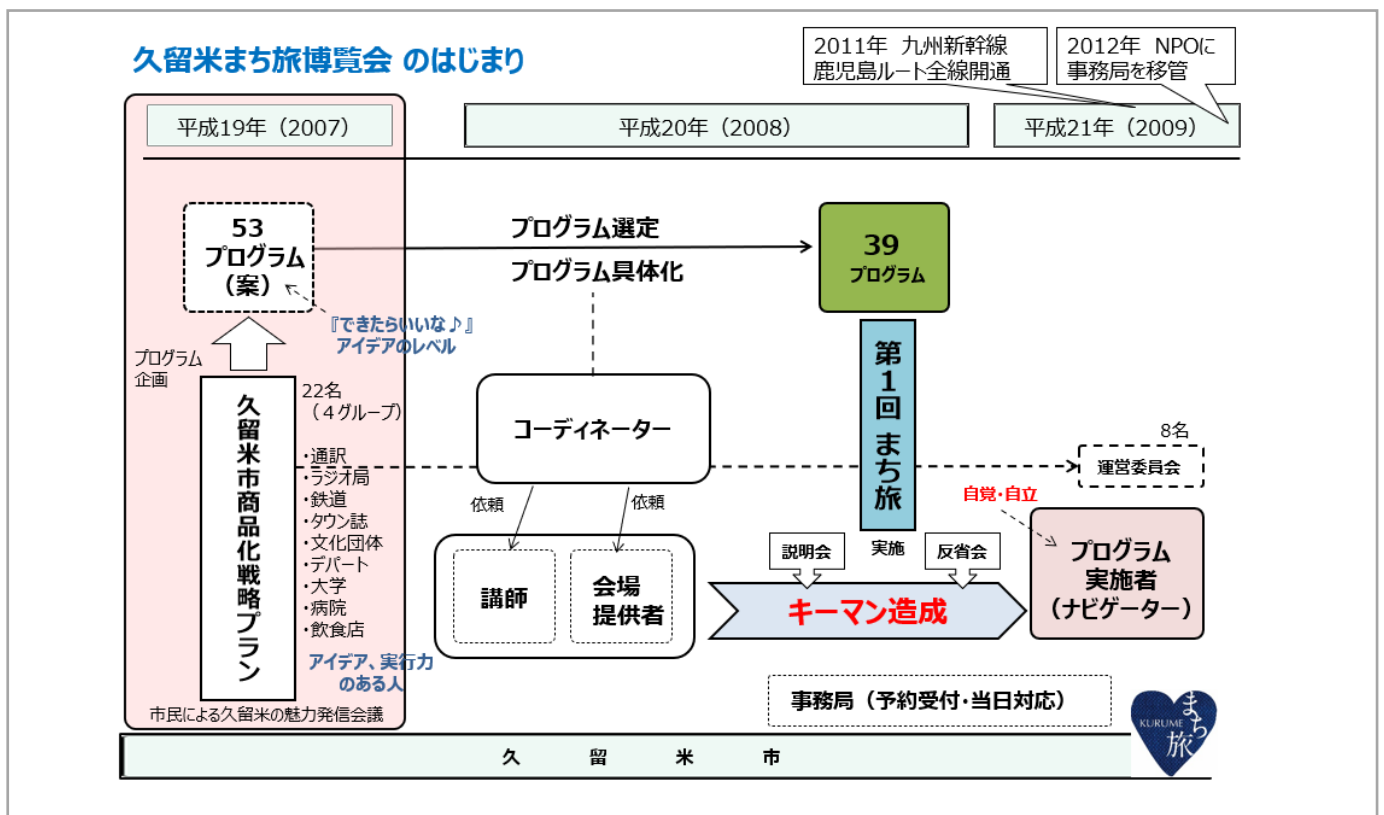 久留米まち旅博覧会 のはじまり
2011年 九州新幹線
鹿児島ルート全線開通
2012年 NPOに
事務局を移管
平成19年（2007）
平成20年（2008）
平成21年（2009）
53
プログラム
（案）
プログラム選定
プログラム具体化
39
プログラム
『できたらいいな♪』
アイデアのレベル
プログラム
企画
久留米市商品化戦略プラン
22名
（４グループ）
・通訳
・ラジオ局
・鉄道
・タウン誌
・文化団体
・デパート
・大学
・病院
・飲食店
アイデア、実行力
のある人
市民による久留米の魅力発信会議
コーディネーター
依頼
依頼
講師
会場
提供者
第１回 まち旅
実施
説明会
反省会
キーマン造成
8名
運営委員会
自覚・自立
プログラム
実施者
（ナビゲーター）
事務局（予約受付・当日対応）
KURUME
まち
旅
久 留 米 市